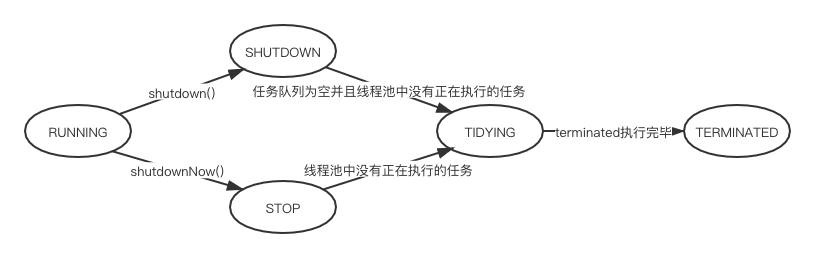 SHUTDOWN
shutdown()
任务队列为空并且线程池中没有正在执行的任务
RUNNING
TIDYING
terminated执行完毕
TERMINATED
shutdownNow()
线程池中没有正在执行的任务
STOP